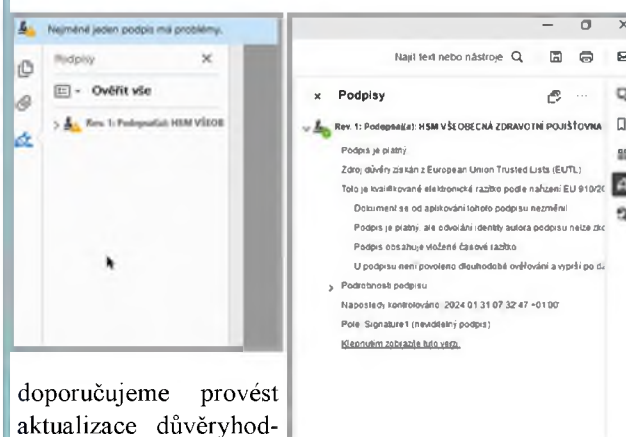 Nejméně jeden podpis má problémy.
Podpisy ×
Ověřit vše
Rev. 1: Podepsal(a): HSM VŠEOB
Najít text nebo nástroje
× Podpisy ...
Rev. 1: Podepsal(a): HSM VŠEOBECNÁ ZDRAVOTNÍ POJIŠŤOVNA
Podpis je platný.
Zdroj důvěry získán z European Union Trusted Lists (EUTL).
Toto je kvalifikované elektronické razítko podle nařízení EU 910/20
Dokument se od aplikování tohoto podpisu nezměnil
Podpis je platný, ale odvolání identity autora podpisu nelze zko
Podpis obsahuje vložené časové razítko.
U podpisu není povoleno dlouhodobé ověřování a vyprší po da
Podrobnosti podpisu
Naposledy kontrolováno: 2024.01.31 07:32:47 +01'00'
Pole: Signature1 (neviditelný podpis)
Klepnutím zobrazíte tuto verzi.
doporučujeme provést
aktualizace důvěryhod-